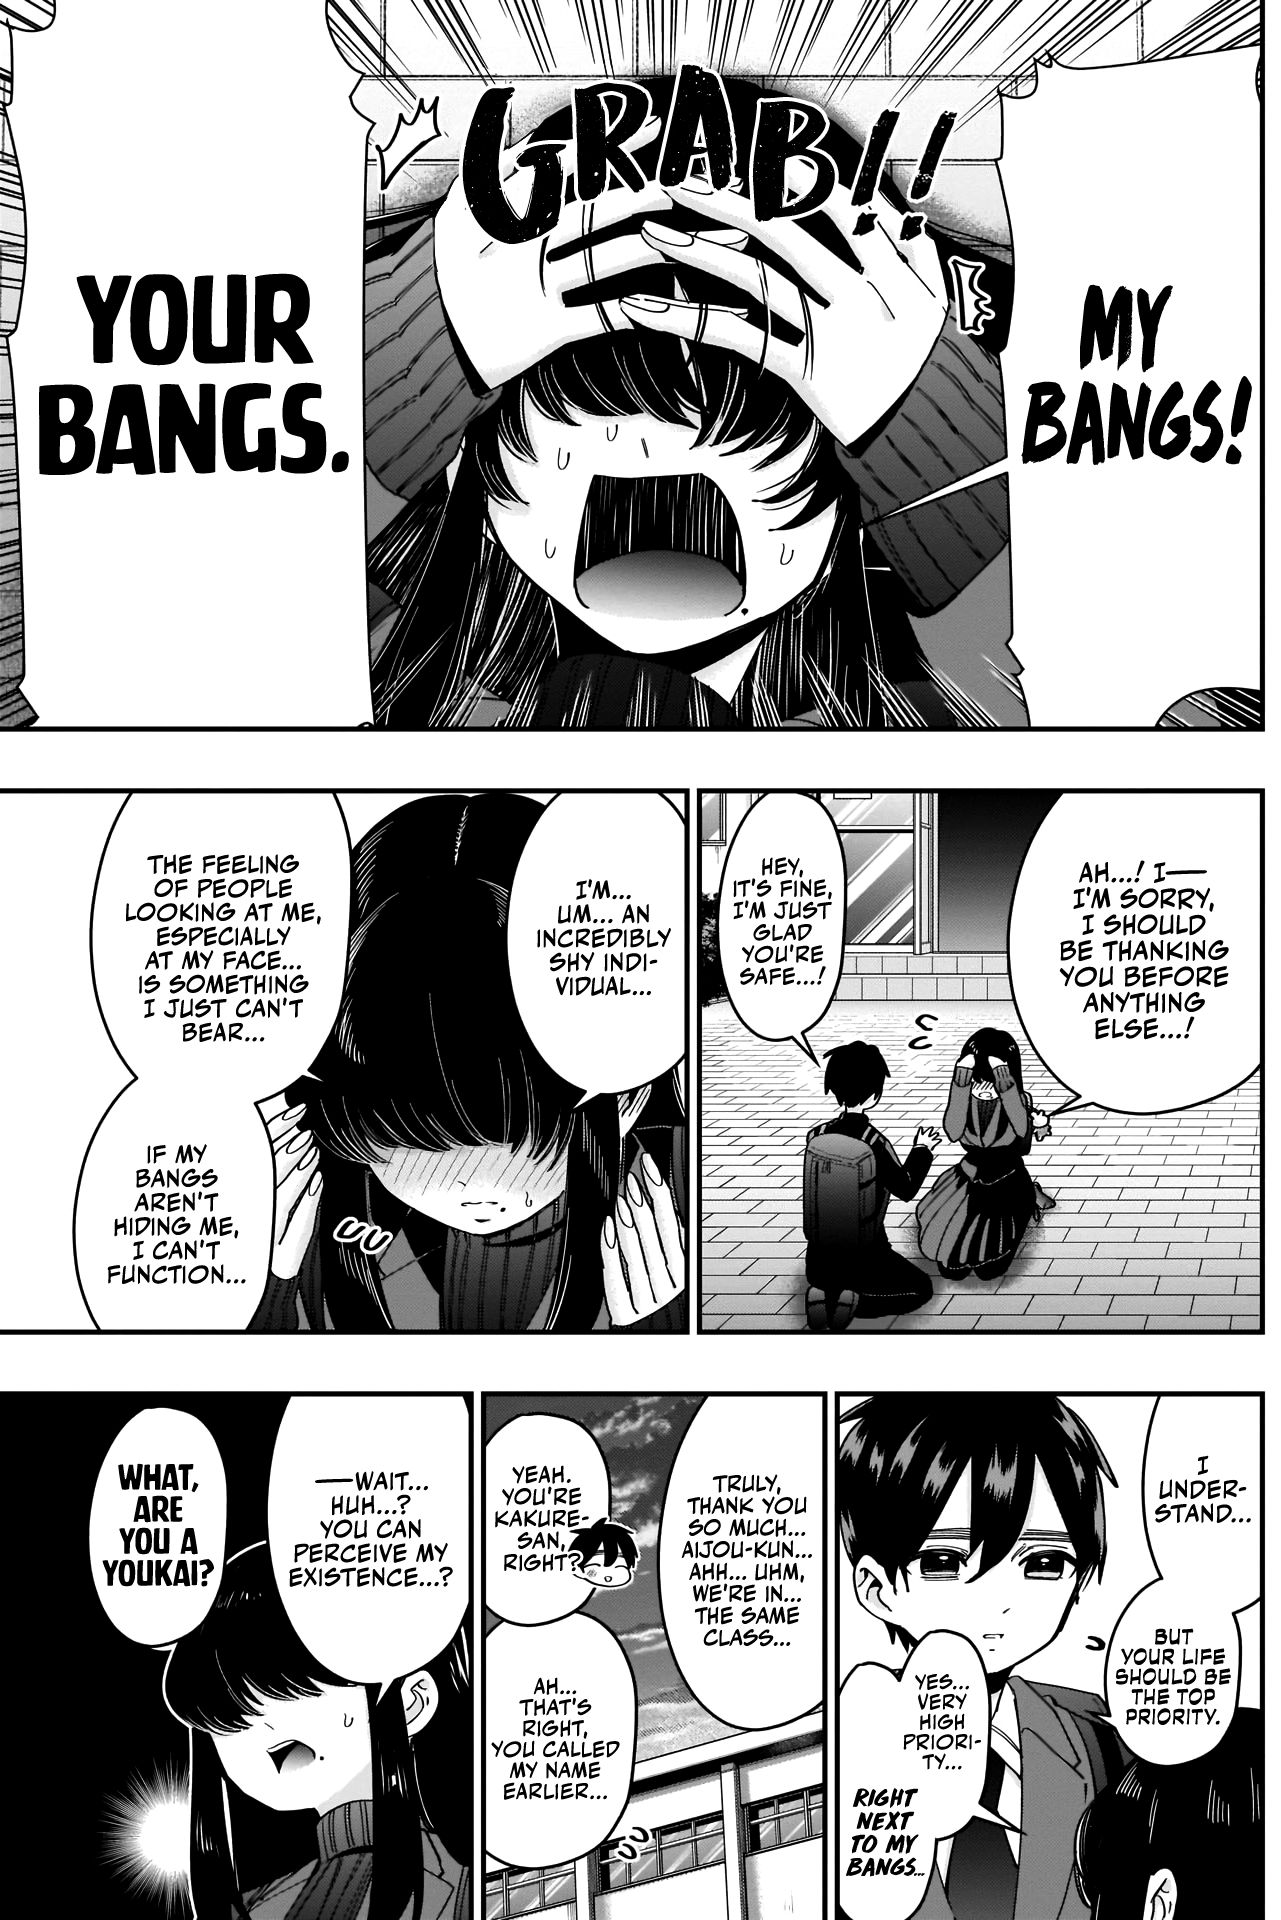 GRAB!!
MY
BANGS!
YOUR
BANGS.
AH...! I—
I'M SORRY,
I SHOULD
BE THANKING
YOU BEFORE
ANYTHING
ELSE...!
HEY,
IT'S FINE,
I'M JUST
GLAD
YOU'RE
SAFE...!
I'M...
UM... AN
INCREDIBLY
SHY INDI-
VIDUAL...
THE FEELING
OF PEOPLE
LOOKING AT ME,
ESPECIALLY
AT MY FACE...
IS SOMETHING
I JUST CAN'T
BEAR...
IF MY
BANGS
AREN'T
HIDING ME,
I CAN'T
FUNCTION...
I
UNDER-
STAND...
BUT
YOUR LIFE
SHOULD BE
THE TOP
PRIORITY.
YES...
VERY
HIGH
PRIORI-
TY...
RIGHT
NEXT
TO MY
BANGS...
TRULY,
THANK YOU
SO MUCH...
AIJOU-KUN...
AHH... UHM,
WE'RE IN...
THE SAME
CLASS...
YEAH.
YOU'RE
KAKURE-
SAN,
RIGHT?
AH...
THAT'S
RIGHT,
YOU CALLED
MY NAME
EARLIER...
—WAIT...
HUH...?
YOU CAN
PERCEIVE MY
EXISTENCE...?
WHAT,
ARE
YOU A
YOUKAI?